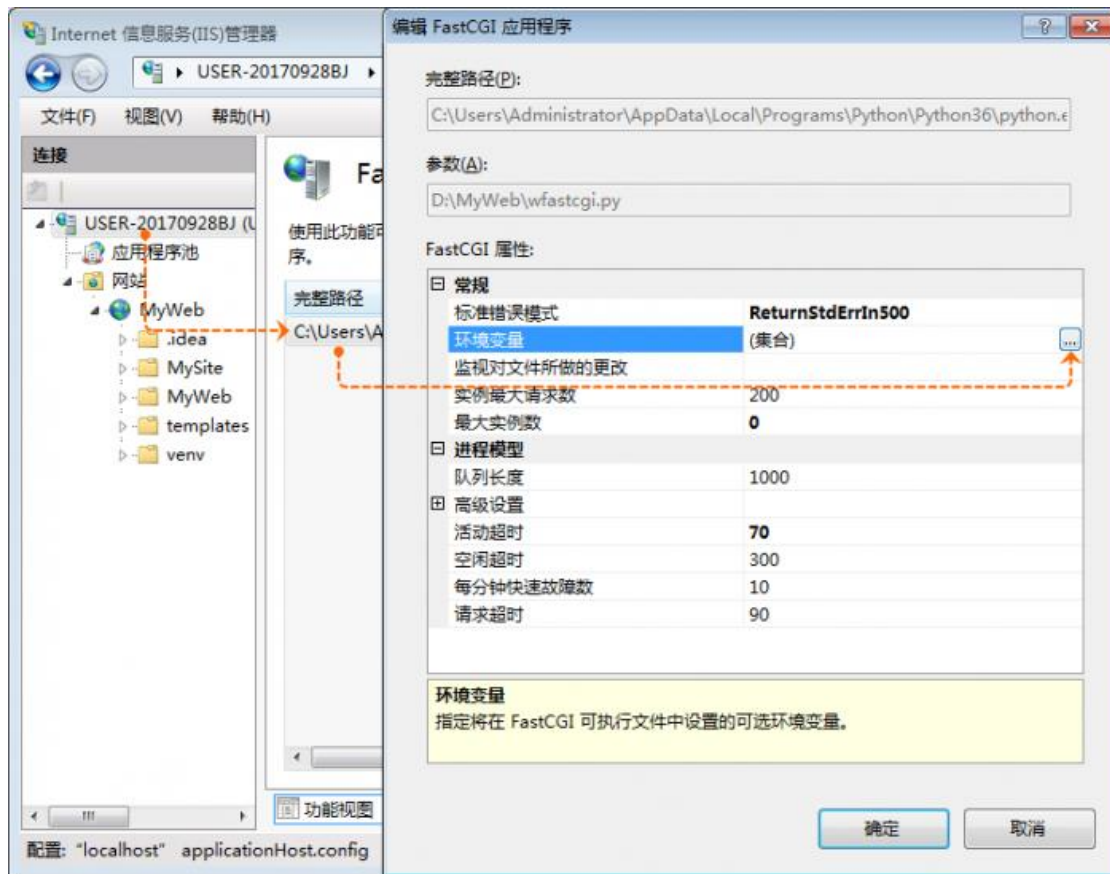 Internet 信息服务(IIS)管理器
USER-20170928BJ
文件(F) 视图(V) 帮助(H)
连接
USER-20170928BJ (U
应用程序池
网站
MyWeb
.idea
MySite
MyWeb
templates
venv
Fa
使用此功能可
序。
完整路径
C:\Users\A
功能视图
配置: "localhost" applicationHost.config
编辑 FastCGI 应用程序
完整路径(P):
C:\Users\Administrator\AppData\Local\Programs\Python\Python36\python.e
参数(A):
D:\MyWeb\wfastcgi.py
FastCGI 属性:
常规
标准错误模式 ReturnStdErrIn500
环境变量 (集合) ...
监视对文件所做的更改
实例最大请求数 200
最大实例数 0
进程模型
队列长度 1000
高级设置
活动超时 70
空闲超时 300
每分钟快速故障数 10
请求超时 90
环境变量
指定将在 FastCGI 可执行文件中设置的可选环境变量。
确定 取消